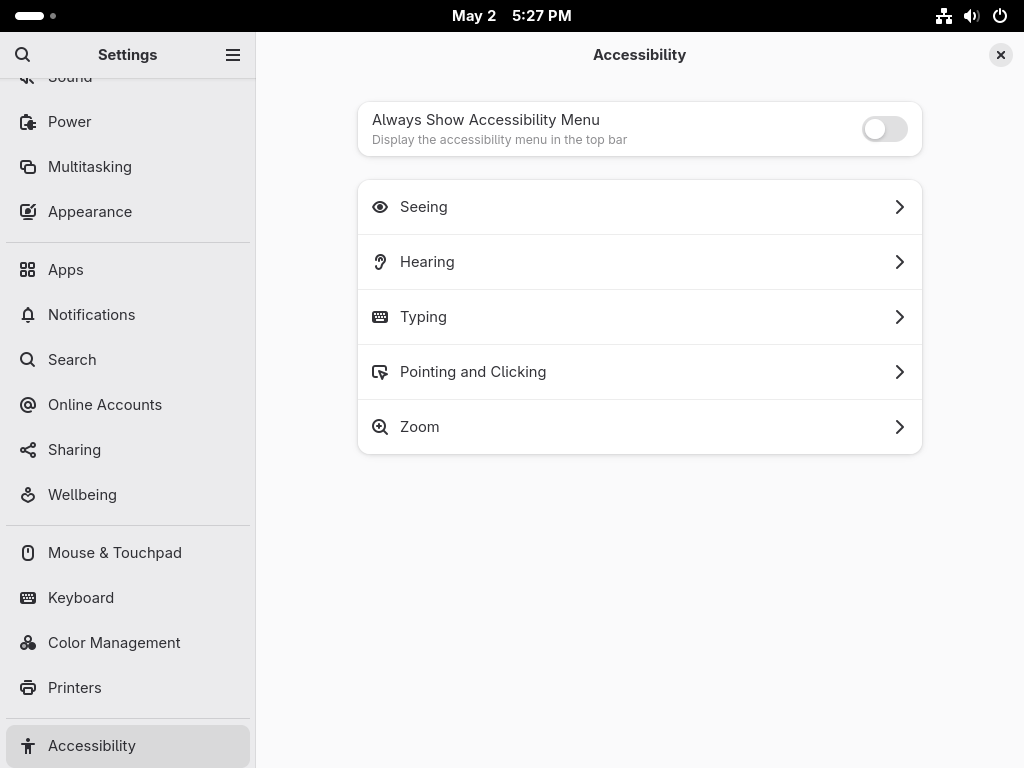 May 2 5:27 PM
Settings
Accessibility
Sound
Power
Multitasking
Appearance
Apps
Notifications
Search
Online Accounts
Sharing
Wellbeing
Mouse & Touchpad
Keyboard
Color Management
Printers
Accessibility
Always Show Accessibility Menu
Display the accessibility menu in the top bar
Seeing
Hearing
Typing
Pointing and Clicking
Zoom